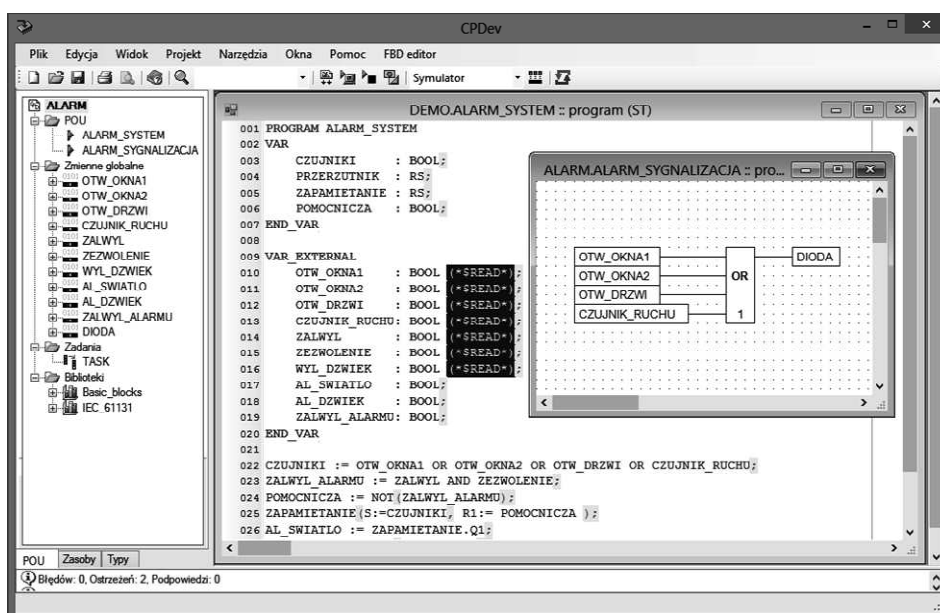 CPDev
Plik Edycja Widok Projekt Narzędzia Okna Pomoc FBD editor
Symulator
ALARM
POU
ALARM_SYSTEM
ALARM_SYGNALIZACJA
Zmienne globalne
OTW_OKNA1
OTW_OKNA2
OTW_DRZWI
CZUJNIK_RUCHU
ZALWYL
ZEZWOLENIE
WYL_DZWIEK
AL_SWIATLO
AL_DZWIEK
ZALWYL_ALARMU
DIODA
Zadania
TASK
Biblioteki
Basic_blocks
IEC_61131
POU Zasoby Typy
DEMO.ALARM_SYSTEM :: program (ST)
001 PROGRAM ALARM_SYSTEM
002 VAR
003 CZUJNIKI : BOOL;
004 PRZERZUTNIK : RS;
005 ZAPAMIETANIE : RS;
006 POMOCNICZA : BOOL;
007 END_VAR
008
009 VAR_EXTERNAL
010 OTW_OKNA1 : BOOL (*$READ*);
011 OTW_OKNA2 : BOOL (*$READ*);
012 OTW_DRZWI : BOOL (*$READ*);
013 CZUJNIK_RUCHU: BOOL (*$READ*);
014 ZALWYL : BOOL (*$READ*);
015 ZEZWOLENIE : BOOL (*$READ*);
016 WYL_DZWIEK : BOOL (*$READ*);
017 AL_SWIATLO : BOOL;
018 AL_DZWIEK : BOOL;
019 ZALWYL_ALARMU: BOOL;
020 END_VAR
021
022 CZUJNIKI := OTW_OKNA1 OR OTW_OKNA2 OR OTW_DRZWI OR CZUJNIK_RUCHU;
023 ZALWYL_ALARMU := ZALWYL AND ZEZWOLENIE;
024 POMOCNICZA := NOT(ZALWYL_ALARMU);
025 ZAPAMIETANIE(S:=CZUJNIKI, R1:= POMOCNICZA );
026 AL_SWIATLO := ZAPAMIETANIE.Q1;
ALARM.ALARM_SYGNALIZACJA :: pro...
OTW_OKNA1
OTW_OKNA2
OTW_DRZWI
CZUJNIK_RUCHU
OR
1
DIODA
Błędów: 0, Ostrzeżeń: 2, Podpowiedzi: 0